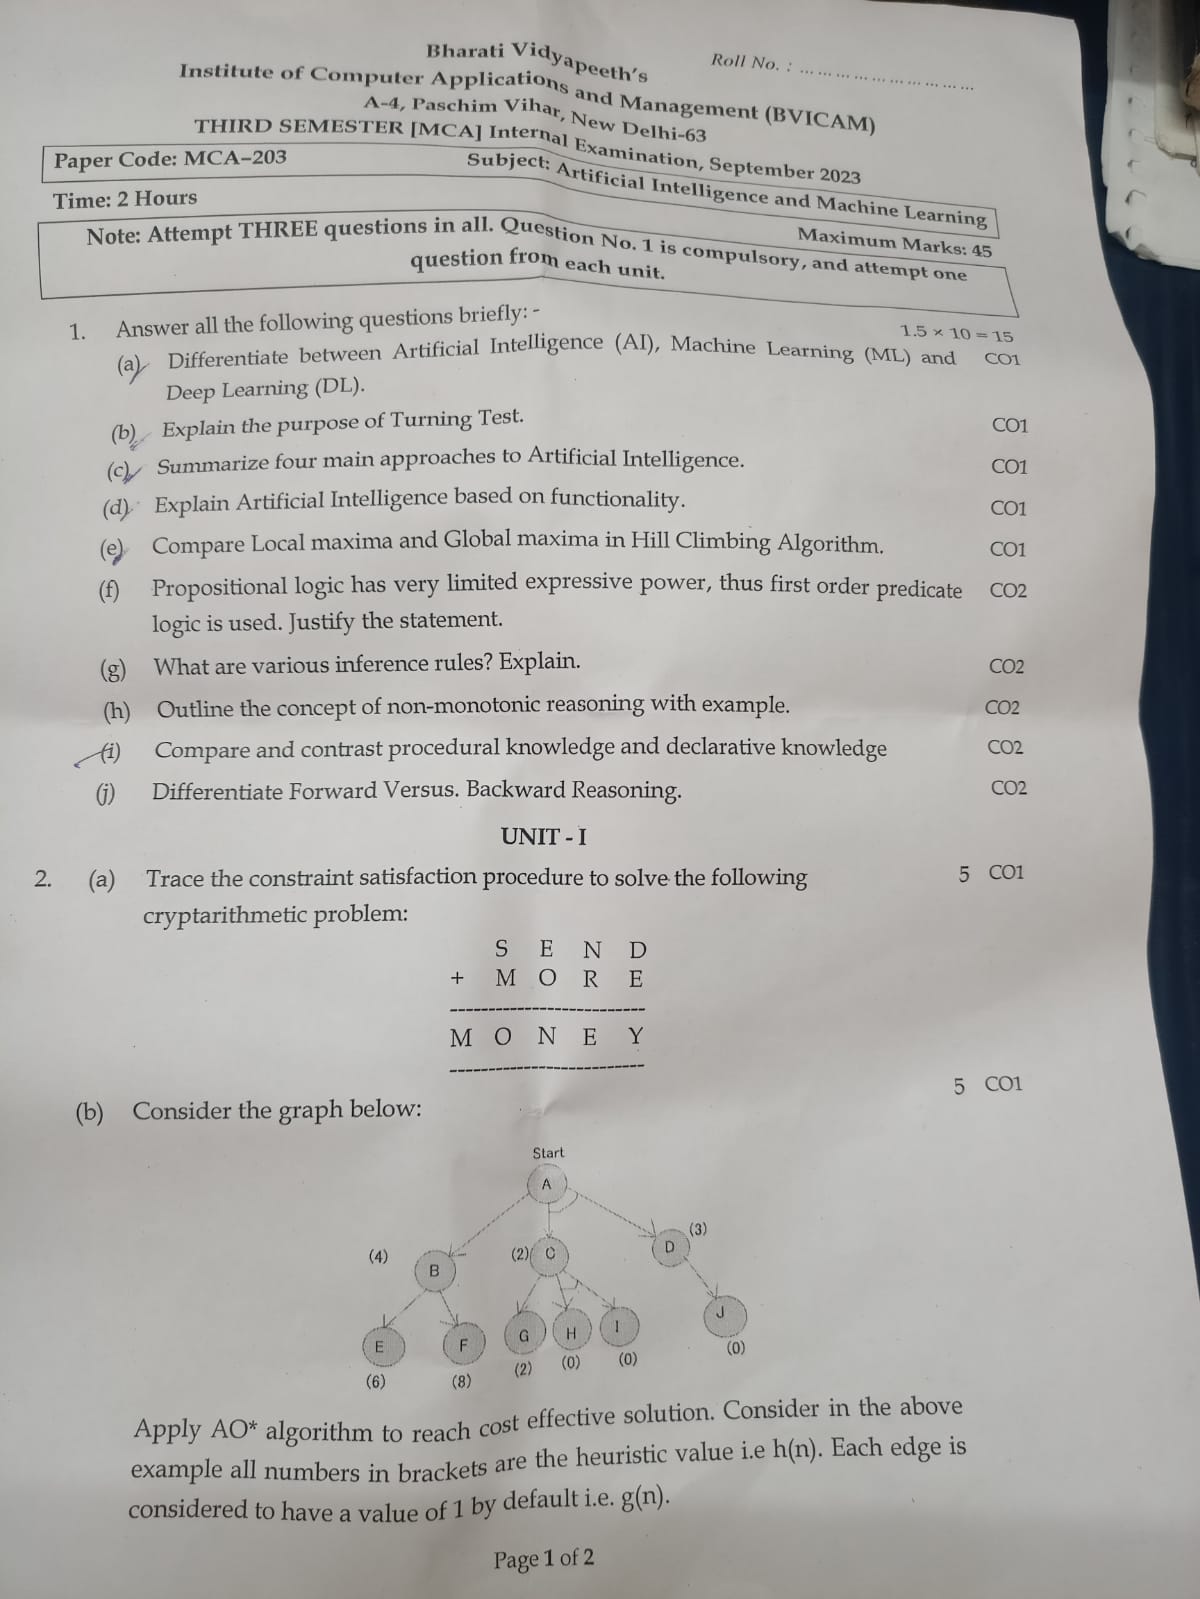 Bharati Vidyapeeth's
Roll No. : ... ... ... ... ... ... ... ... ... ...
Institute of Computer Applications and Management (BVICAM)
A-4, Paschim Vihar, New Delhi-63
THIRD SEMESTER [MCA] Internal Examination, September 2023
Paper Code: MCA-203 Subject: Artificial Intelligence and Machine Learning
Time: 2 Hours Maximum Marks: 45
Note: Attempt THREE questions in all. Question No. 1 is compulsory, and attempt one
question from each unit.
1. Answer all the following questions briefly: - 1.5 × 10 = 15
(a) Differentiate between Artificial Intelligence (AI), Machine Learning (ML) and CO1
Deep Learning (DL).
(b) Explain the purpose of Turning Test. CO1
(c) Summarize four main approaches to Artificial Intelligence. CO1
(d) Explain Artificial Intelligence based on functionality. CO1
(e) Compare Local maxima and Global maxima in Hill Climbing Algorithm. CO1
(f) Propositional logic has very limited expressive power, thus first order predicate CO2
logic is used. Justify the statement.
(g) What are various inference rules? Explain. CO2
(h) Outline the concept of non-monotonic reasoning with example. CO2
(i) Compare and contrast procedural knowledge and declarative knowledge CO2
(j) Differentiate Forward Versus. Backward Reasoning. CO2
UNIT - I
2. (a) Trace the constraint satisfaction procedure to solve the following 5 CO1
cryptarithmetic problem:
S E N D
+ M O R E
---------------------------
M O N E Y
---------------------------
(b) Consider the graph below: 5 CO1
Start
A
(4) B (2) C D (3)
E F G H I J
(6) (8) (2) (0) (0) (0)
Apply AO* algorithm to reach cost effective solution. Consider in the above
example all numbers in brackets are the heuristic value i.e h(n). Each edge is
considered to have a value of 1 by default i.e. g(n).
Page 1 of 2